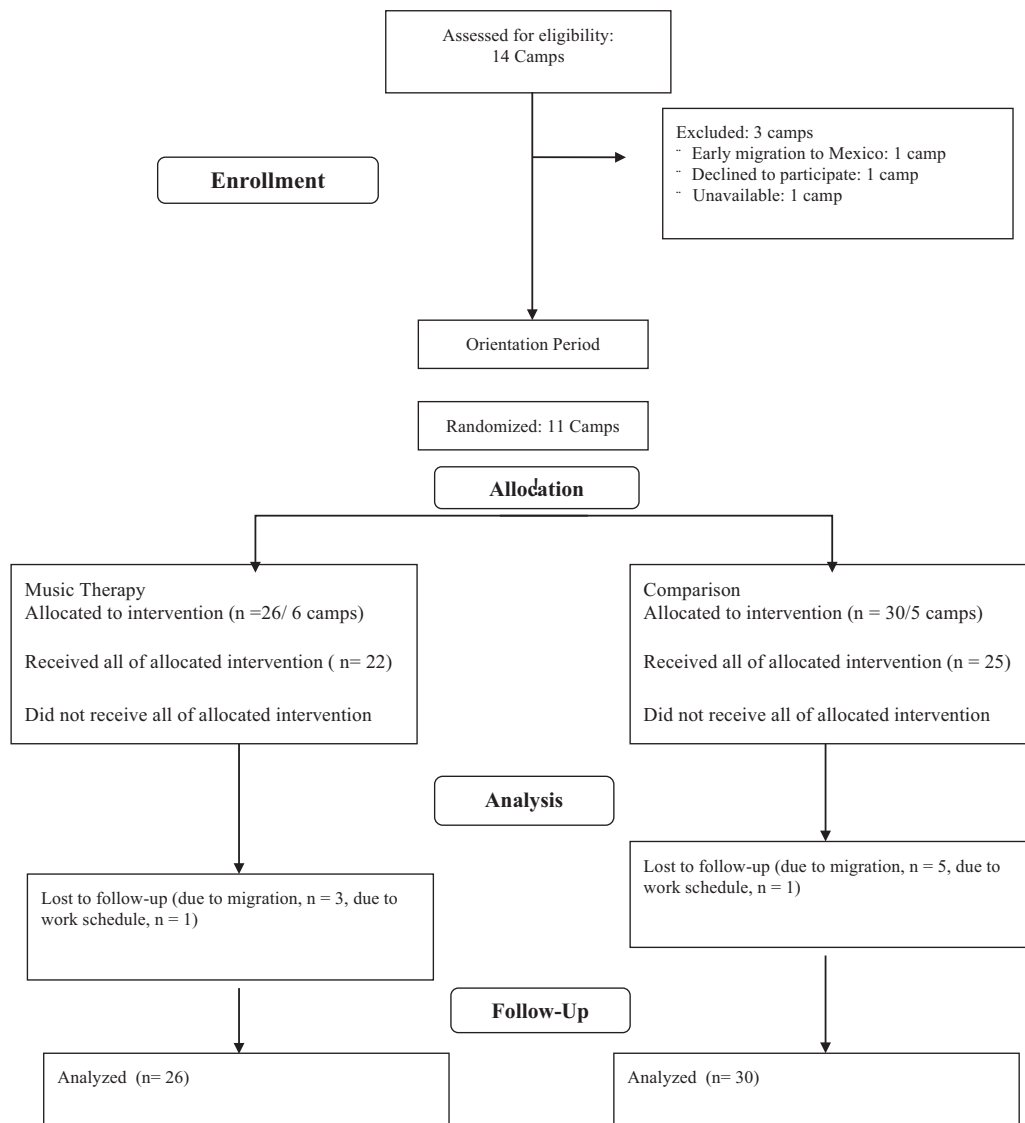 Assessed for eligibility:
14 Camps
Excluded: 3 camps
¨ Early migration to Mexico: 1 camp
¨ Declined to participate: 1 camp
¨ Unavailable: 1 camp
Enrollment
Orientation Period
Randomized: 11 Camps
Allocation
Music Therapy
Allocated to intervention (n =26/ 6 camps)
Received all of allocated intervention ( n= 22)
Did not receive all of allocated intervention
Comparison
Allocated to intervention (n = 30/5 camps)
Received all of allocated intervention (n = 25)
Did not receive all of allocated intervention
Analysis
Lost to follow-up (due to migration, n = 3, due to
work schedule, n = 1)
Lost to follow-up (due to migration, n = 5, due to
work schedule, n = 1)
Follow-Up
Analyzed (n= 26)
Analyzed (n= 30)